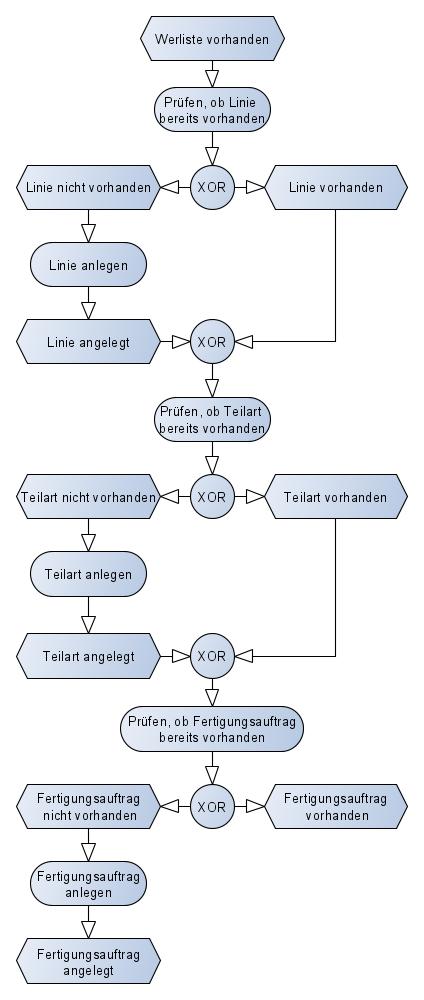 Werliste vorhanden
Prüfen, ob Linie
bereits vorhanden
Linie nicht vorhanden
XOR
Linie vorhanden
Linie anlegen
Linie angelegt
XOR
Prüfen, ob Teilart
bereits vorhanden
Teilart nicht vorhanden
XOR
Teilart vorhanden
Teilart anlegen
Teilart angelegt
XOR
Prüfen, ob Fertigungsauftrag
bereits vorhanden
Fertigungsauftrag
nicht vorhanden
XOR
Fertigungsauftrag
vorhanden
Fertigungsauftrag
anlegen
Fertigungsauftrag
angelegt